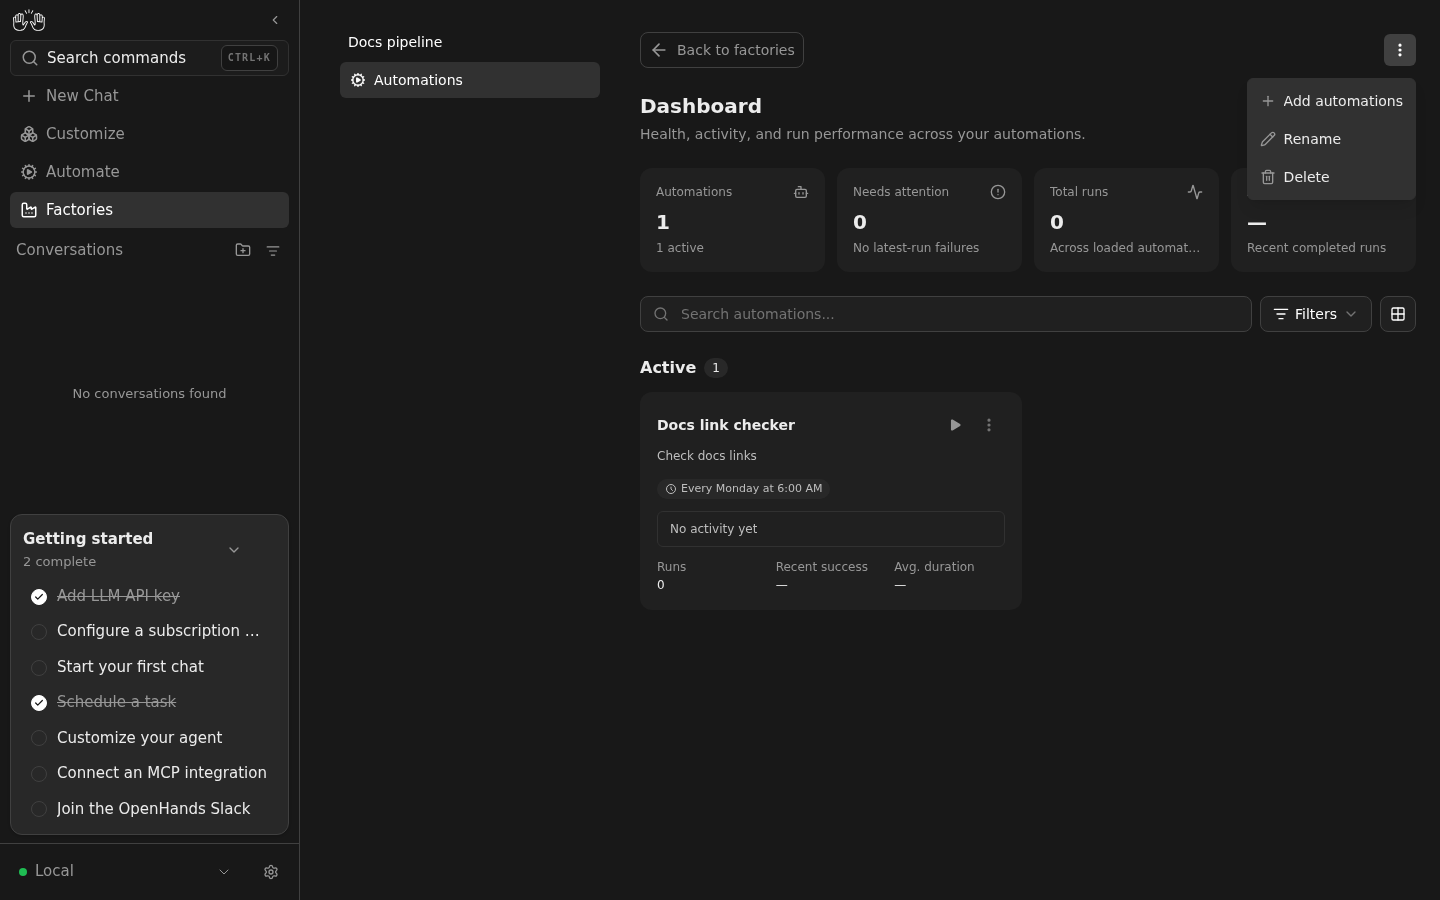 Search commands
CTRL+K
New Chat
Customize
Automate
Factories
Conversations
No conversations found
Getting started
2 complete
Add LLM API key
Configure a subscription ...
Start your first chat
Schedule a task
Customize your agent
Connect an MCP integration
Join the OpenHands Slack
Local
Docs pipeline
Automations
Back to factories
Add automations
Rename
Delete
Dashboard
Health, activity, and run performance across your automations.
Automations
1
1 active
Needs attention
0
No latest-run failures
Total runs
0
Across loaded automat...
—
Recent completed runs
Search automations...
Filters
Active 1
Docs link checker
Check docs links
Every Monday at 6:00 AM
No activity yet
Runs
0
Recent success
—
Avg. duration
—